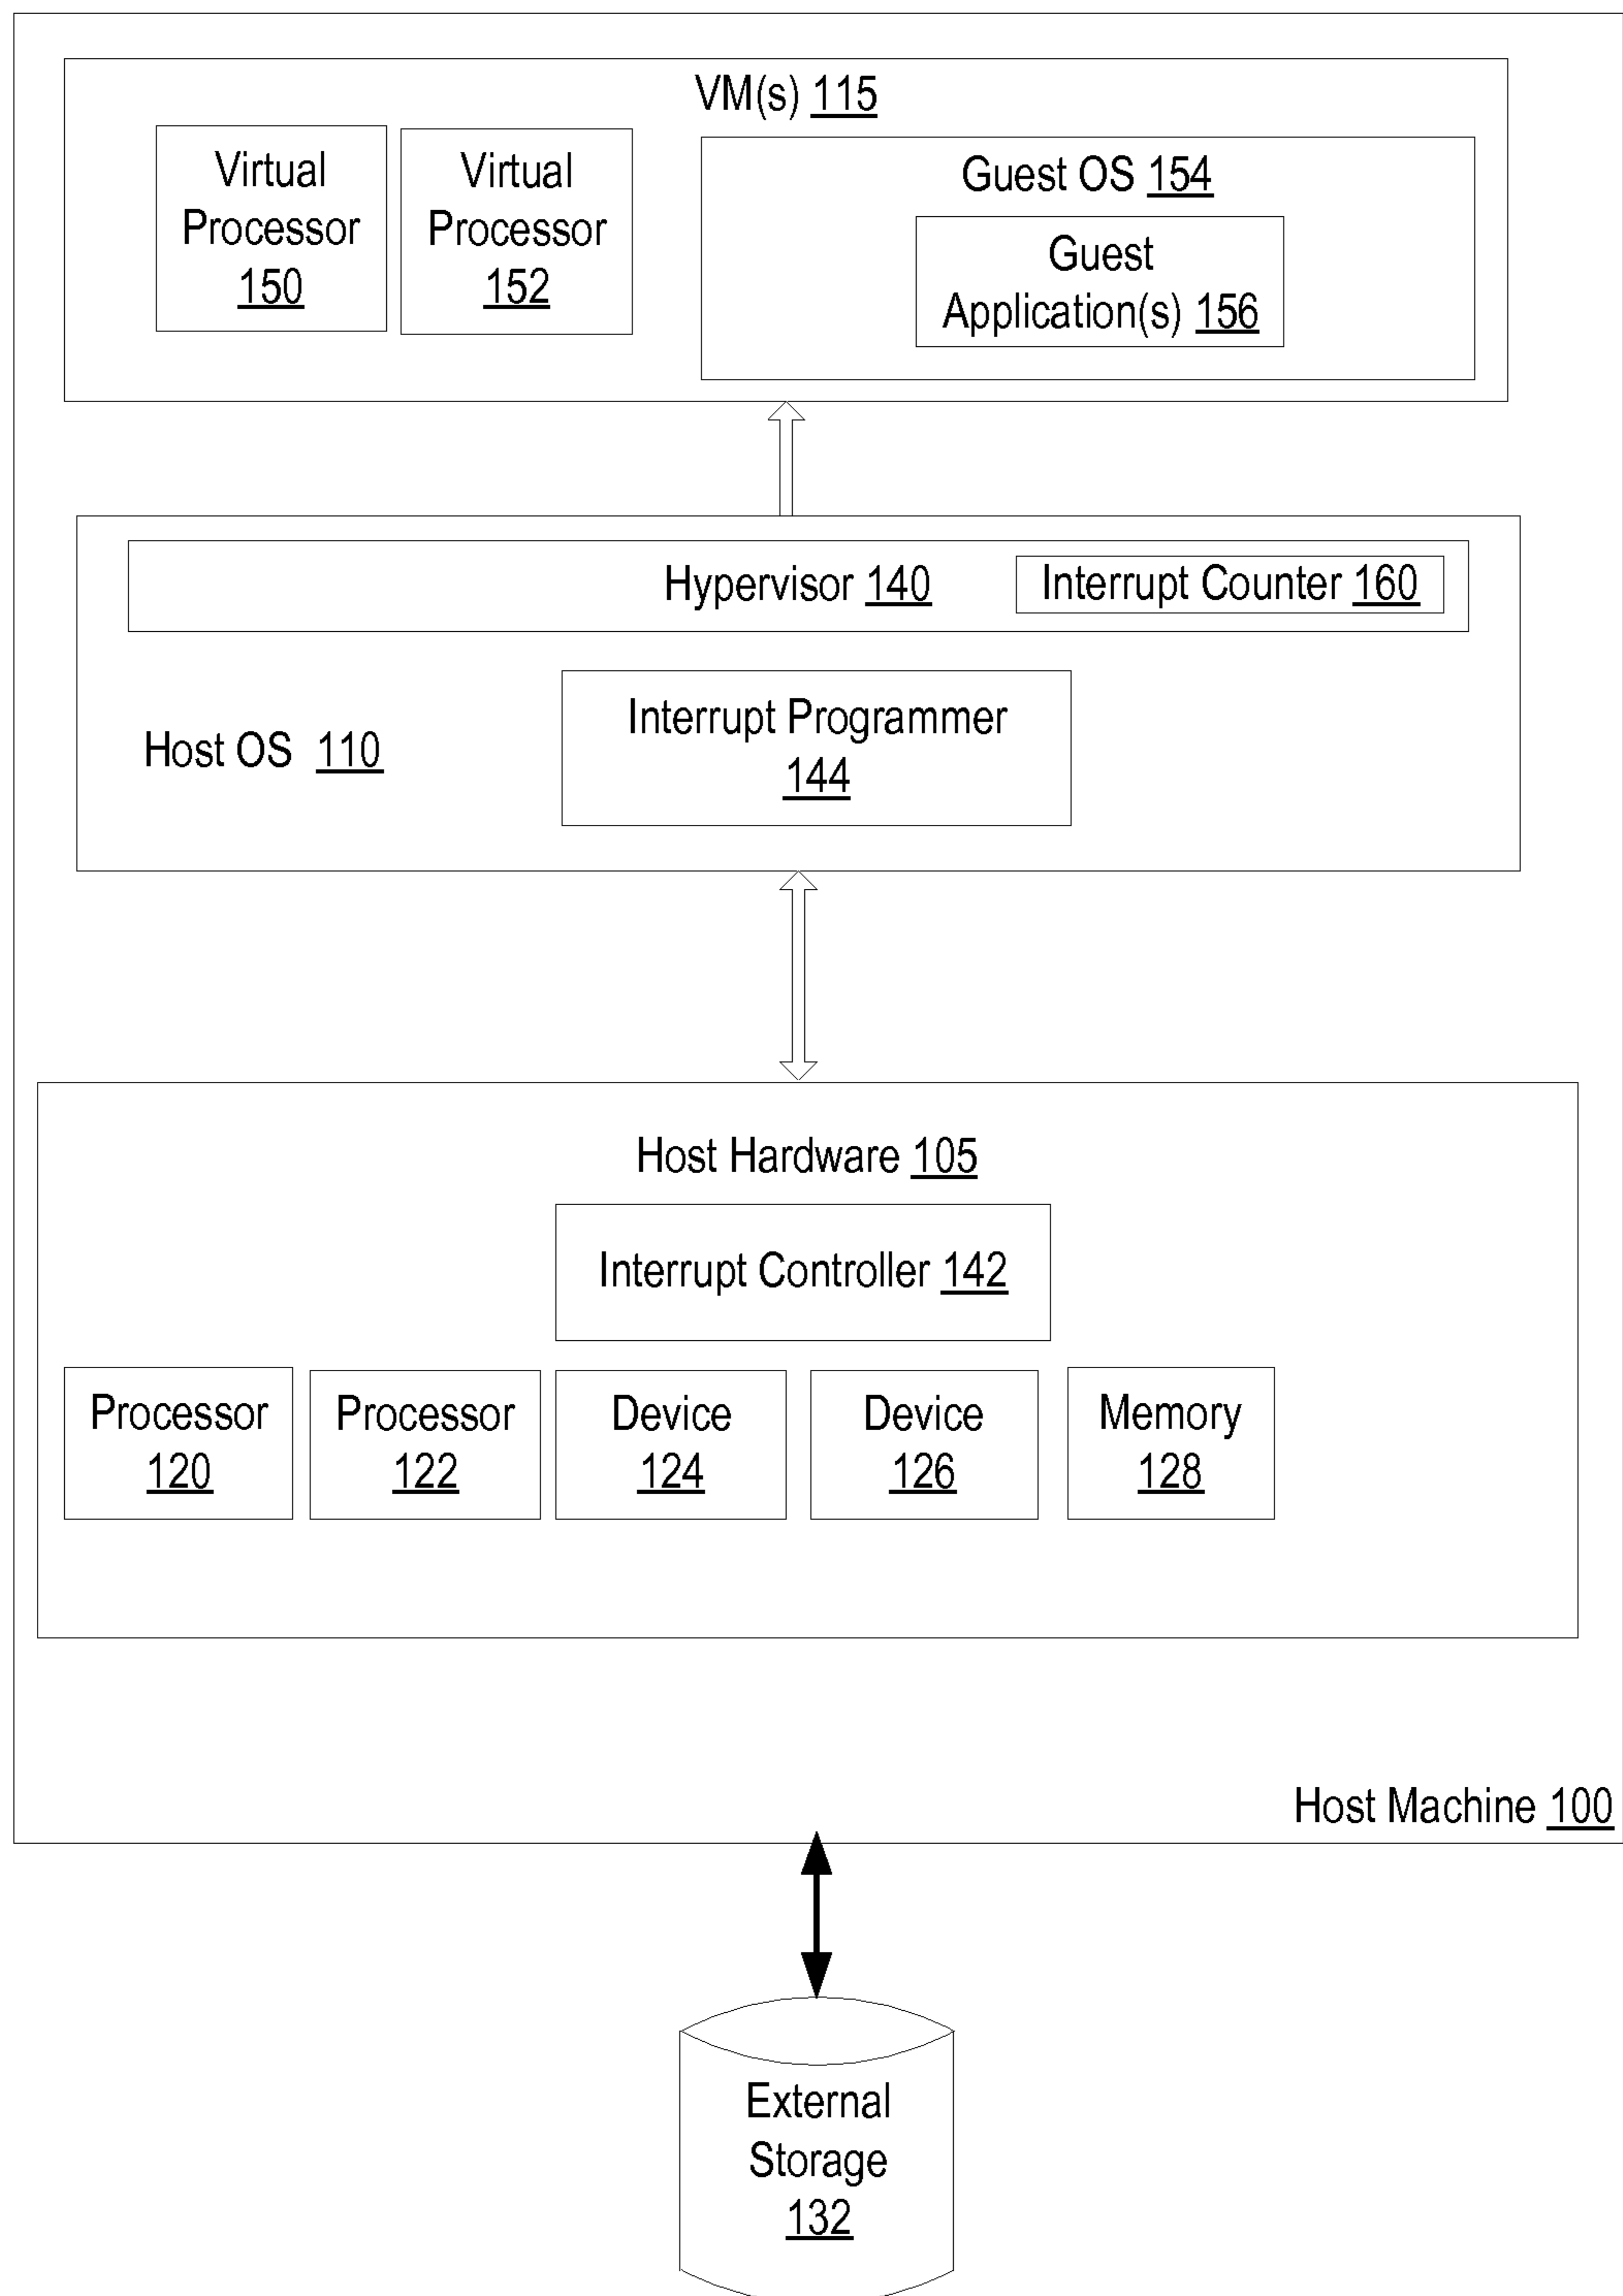 VM(s) 115
Virtual
Processor
150
Virtual
Processor
152
Guest OS 154
Guest
Application(s) 156
Hypervisor 140
Interrupt Counter 160
Interrupt Programmer
144
Host OS 110
Host Hardware 105
Interrupt Controller 142
Processor
120
Processor
122
Device
124
Device
126
Memory
128
Host Machine 100
External
Storage
132